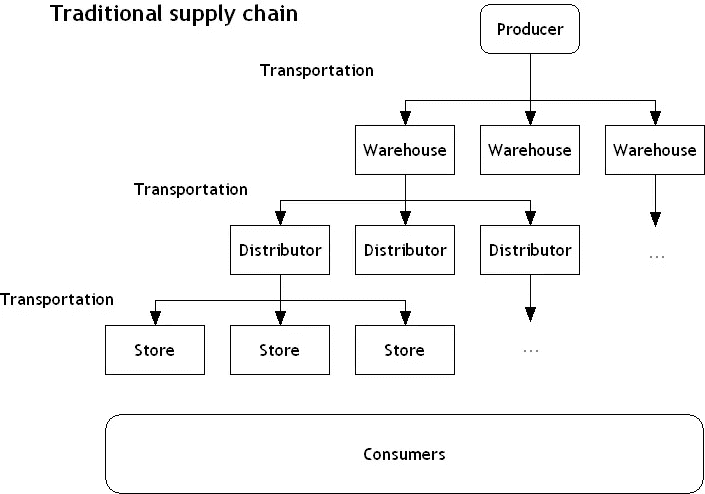 Traditional supply chain
Producer
Transportation
Warehouse
Warehouse
Warehouse
Transportation
Distributor
Distributor
Distributor
...
Transportation
Store
Store
Store
...
Consumers